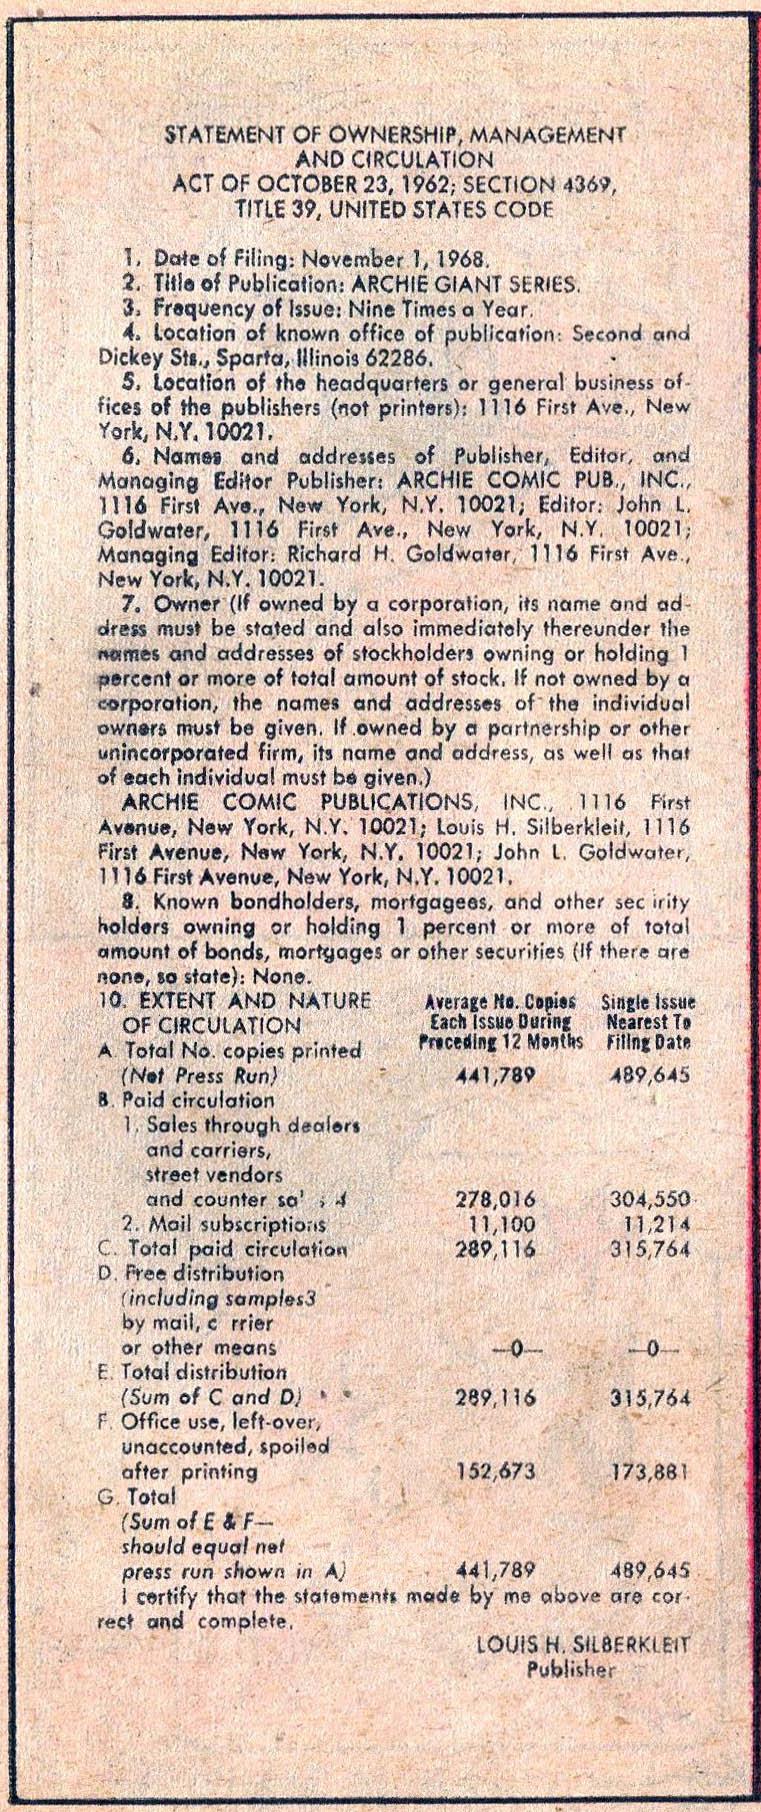 STATEMENT OF OWNERSHIP, MANAGEMENT
AND CIRCULATION
ACT OF OCTOBER 23, 1962; SECTION 4369,
TITLE 39, UNITED STATES CODE
1. Date of Filing: November 1, 1968.
2. Title of Publication: ARCHIE GIANT SERIES.
3. Frequency of Issue: Nine Times a Year.
4. Location of known office of publication: Second and
Dickey Sts., Sparta, Illinois 62286.
5. Location of the headquarters or general business of-
fices of the publishers (not printers): 1116 First Ave., New
York, N.Y. 10021.
6. Names and addresses of Publisher, Editor, and
Managing Editor Publisher: ARCHIE COMIC PUB., INC.,
1116 First Ave., New York, N.Y. 10021; Editor: John L.
Goldwater, 1116 First Ave., New York, N.Y. 10021;
Managing Editor: Richard H. Goldwater, 1116 First Ave.,
New York, N.Y. 10021.
7. Owner (If owned by a corporation, its name and ad-
dress must be stated and also immediately thereunder the
names and addresses of stockholders owning or holding 1
percent or more of total amount of stock. If not owned by a
corporation, the names and addresses of the individual
owners must be given. If owned by a partnership or other
unincorporated firm, its name and address, as well as that
of each individual must be given.)
ARCHIE COMIC PUBLICATIONS, INC., 1116 First
Avenue, New York, N.Y. 10021; Louis H. Silberkleit, 1116
First Avenue, New York, N.Y. 10021; John L. Goldwater,
1116 First Avenue, New York, N.Y. 10021.
8. Known bondholders, mortgagees, and other sec irity
holders owning or holding 1 percent or more of total
amount of bonds, mortgages or other securities (If there are
none, so state): None.
10. EXTENT AND NATURE Average No. Copies Single Issue
OF CIRCULATION Each Issue During Nearest To
A. Total No. copies printed Preceding 12 Months Filing Date
(Net Press Run) 441,789 489,645
B. Paid circulation
1. Sales through dealers
and carriers,
street vendors
and counter 278,016 304,550
2. Mail subscriptions 11,100 11,214
C. Total paid circulation 289,116 315,764
D. Free distribution
(including samples3
by mail, c rrier
or other means —0— —0—
E. Total distribution
(Sum of C and D) 289,116 315,764
F. Office use, left-over,
unaccounted, spoiled
after printing 152,673 173,881
G. Total
(Sum of E & F—
should equal net
press run shown in A) 441,789 489,645
I certify that the statements made by me above are cor-
rect and complete.
LOUIS H. SILBERKLEIT
Publisher